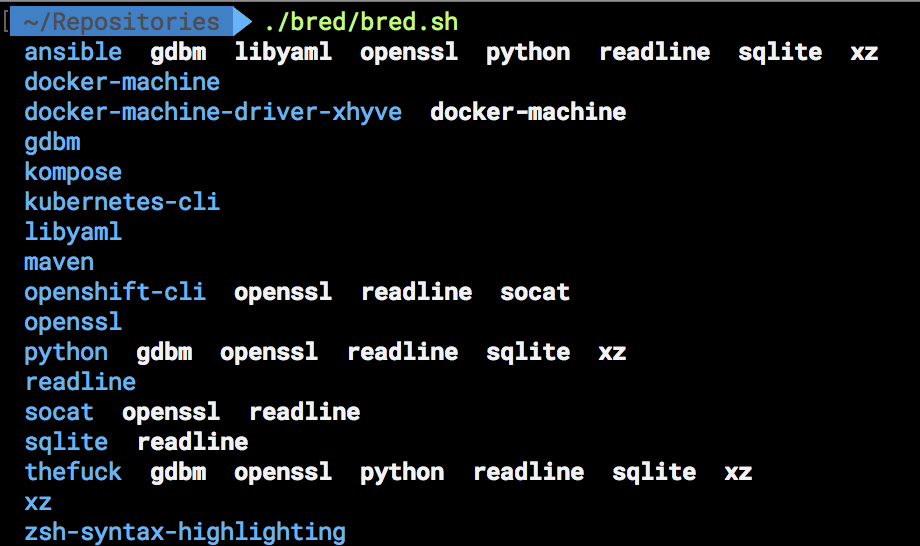 ~/Repositories ./bred/bred.sh
ansible gdbm libyaml openssl python readline sqlite xz
docker-machine
docker-machine-driver-xhyve docker-machine
gdbm
kompose
kubernetes-cli
libyaml
maven
openshift-cli openssl readline socat
openssl
python gdbm openssl readline sqlite xz
readline
socat openssl readline
sqlite readline
thefuck gdbm openssl python readline sqlite xz
xz
zsh-syntax-highlighting